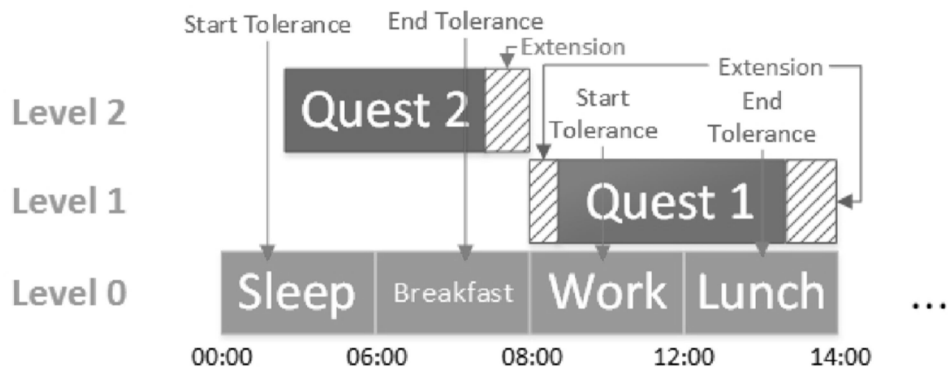 Start Tolerance
End Tolerance
Extension
Extension
Level 2
Quest 2
Start
Tolerance
End
Tolerance
Level 1
Quest 1
Level 0
Sleep
Breakfast
Work
Lunch
...
00:00
06:00
08:00
12:00
14:00